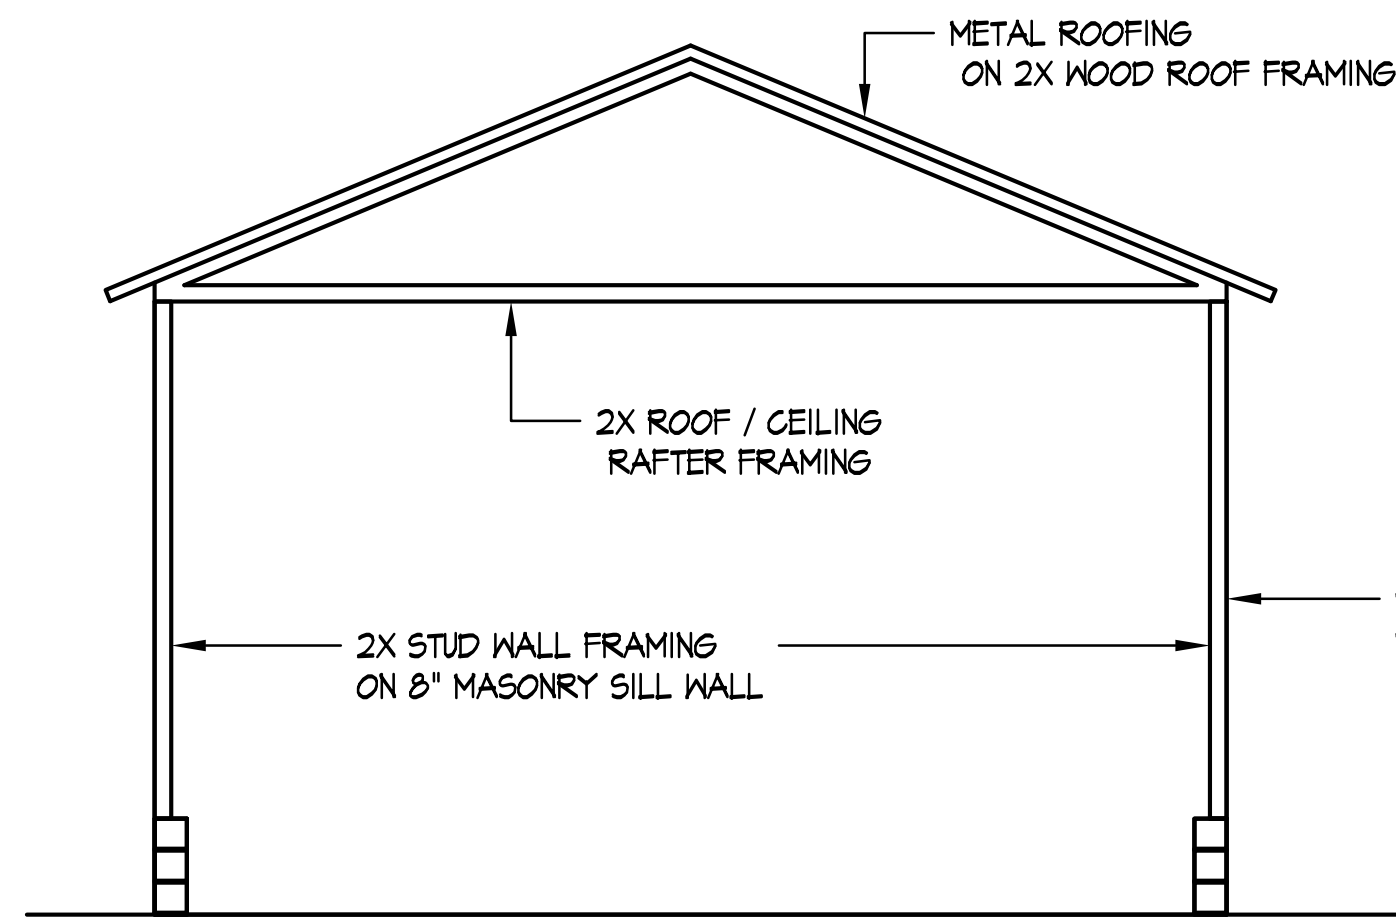 METAL ROOFING
ON 2X WOOD ROOF FRAMING
2X ROOF / CEILING
RAFTER FRAMING
2X STUD WALL FRAMING
ON 8" MASONRY SILL WALL